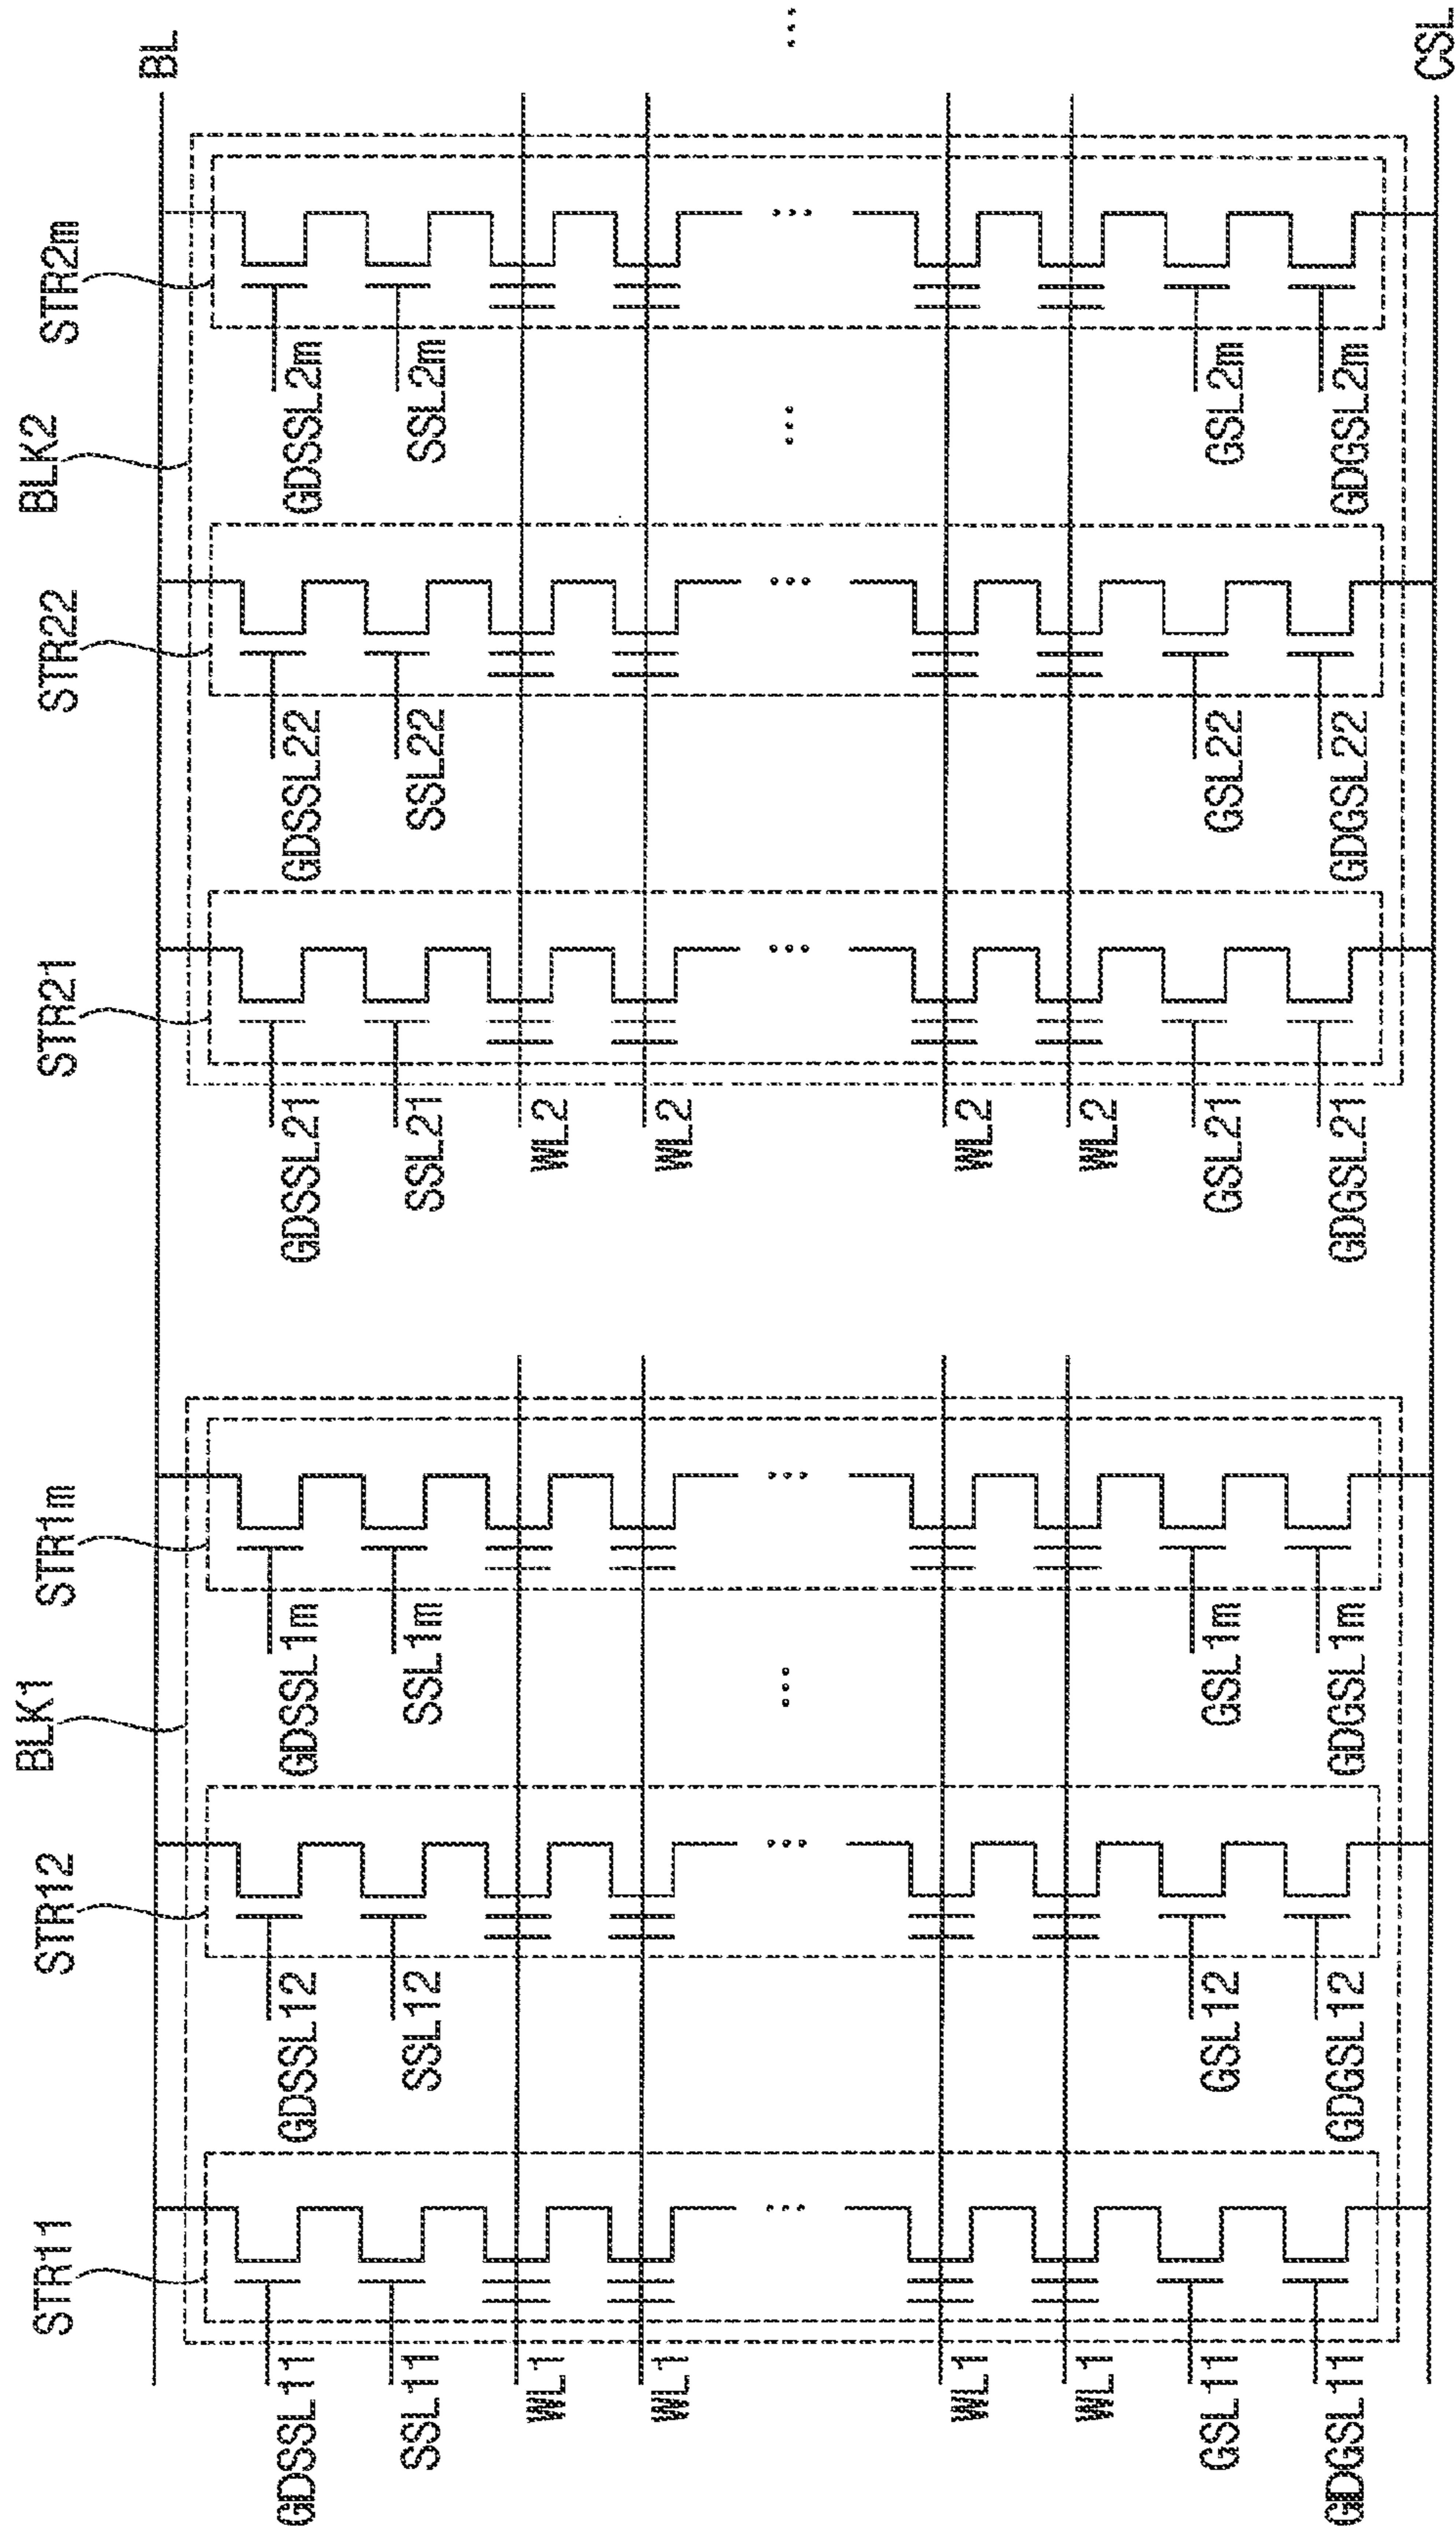 STR11
BLK1
STR12
STR1m
STR21
STR22
BLK2
STR2m
BL
GDSSL11
GDSSL12
GDSSL1m
GDSSL21
GDSSL22
GDSSL2m
SSL11
SSL12
SSL1m
SSL21
SSL22
SSL2m
WL1
WL2
WL1
WL2
...
...
...
...
...
...
...
...
...
WL1
WL2
WL1
WL2
GSL11
GSL12
GSL1m
GSL21
GSL22
GSL2m
GDGSL11
GDGSL12
GDGSL1m
GDGSL21
GDGSL22
GDGSL2m
CSL